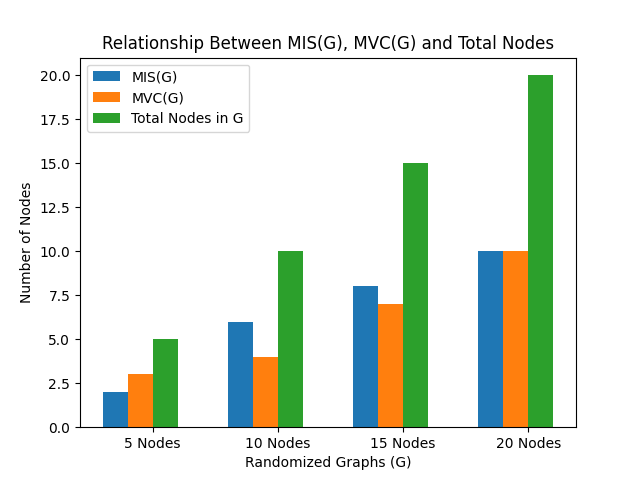 Relationship Between MIS(G), MVC(G) and Total Nodes
MIS(G)
MVC(G)
Total Nodes in G
20.0
17.5
15.0
12.5
10.0
7.5
5.0
2.5
0.0
Number of Nodes
5 Nodes
10 Nodes
15 Nodes
20 Nodes
Randomized Graphs (G)